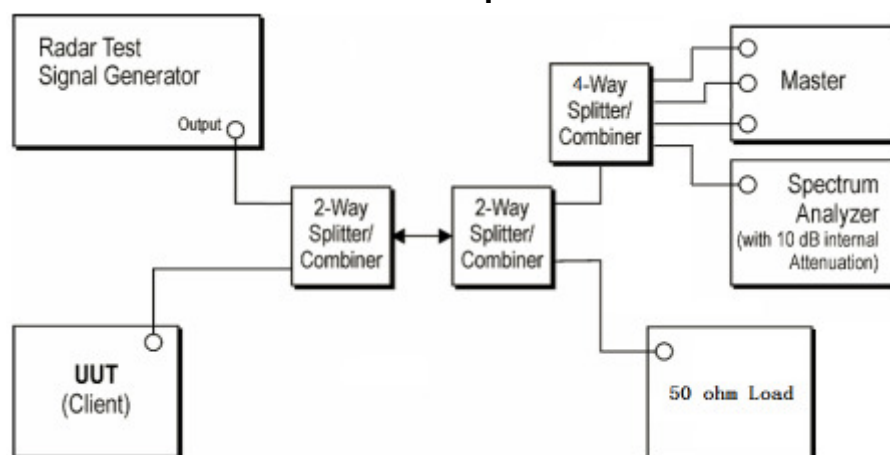 Radar Test
Signal Generator
Output
4-Way
Splitter/
Combiner
Master
2-Way
Splitter/
Combiner
2-Way
Splitter/
Combiner
Spectrum
Analyzer
(with 10 dB internal
Attenuation)
UUT
(Client)
50 ohm Load